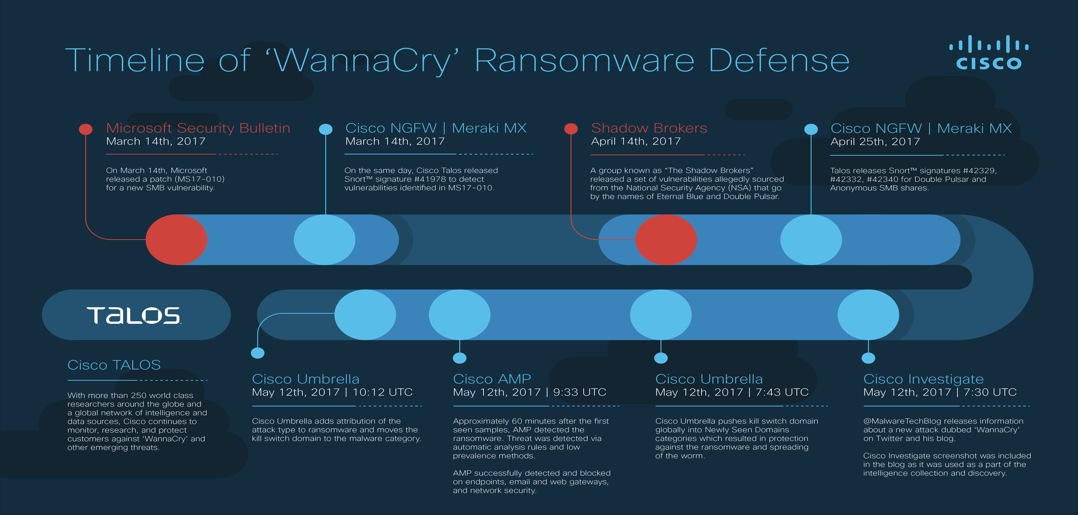 Timeline of 'WannaCry' Ransomware Defense
CISCO
Microsoft Security Bulletin
March 14th, 2017
On March 14th, Microsoft
released a patch (MS17-010)
for a new SMB vulnerability.
Cisco NGFW | Meraki MX
March 14th, 2017
On the same day, Cisco Talos released
Snort™ signature #41978 to detect
vulnerabilities identified in MS17-010.
Shadow Brokers
April 14th, 2017
A group known as "The Shadow Brokers"
released a set of vulnerabilities allegedly sourced
from the National Security Agency (NSA) that go
by the names of Eternal Blue and Double Pulsar.
Cisco NGFW | Meraki MX
April 25th, 2017
Talos releases Snort™ signatures #42329,
#42332, #42340 for Double Pulsar and
Anonymous SMB shares.
TALOS
Cisco TALOS
With more than 250 world class
researchers around the globe and
a global network of intelligence and
data sources, Cisco continues to
monitor, research, and protect
customers against 'WannaCry' and
other emerging threats.
Cisco Umbrella
May 12th, 2017 | 10:12 UTC
Cisco Umbrella adds attribution of the
attack type to ransomware and moves the
kill switch domain to the malware category.
Cisco AMP
May 12th, 2017 | 9:33 UTC
Approximately 60 minutes after the first
seen samples, AMP detected the
ransomware. Threat was detected via
automatic analysis rules and low
prevalence methods.
AMP successfully detected and blocked
on endpoints, email and web gateways,
and network security.
Cisco Umbrella
May 12th, 2017 | 7:43 UTC
Cisco Umbrella pushes kill switch domain
globally into Newly Seen Domains
categories which resulted in protection
against the ransomware and spreading
of the worm.
Cisco Investigate
May 12th, 2017 | 7:30 UTC
@MalwareTechBlog releases information
about a new attack dubbed 'WannaCry'
on Twitter and his blog.
Cisco Investigate screenshot was included
in the blog as it was used as a part of the
intelligence collection and discovery.